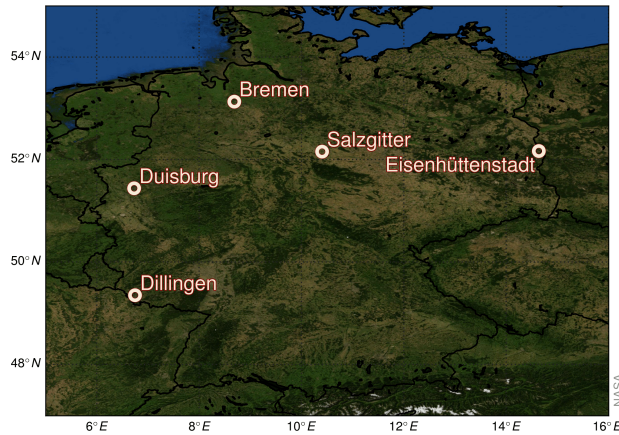 54° N
Bremen
Salzgitter
52° N
Eisenhüttenstadt
Duisburg
50° N
Dillingen
48° N
NASA
6° E 8° E 10° E 12° E 14° E 16° E